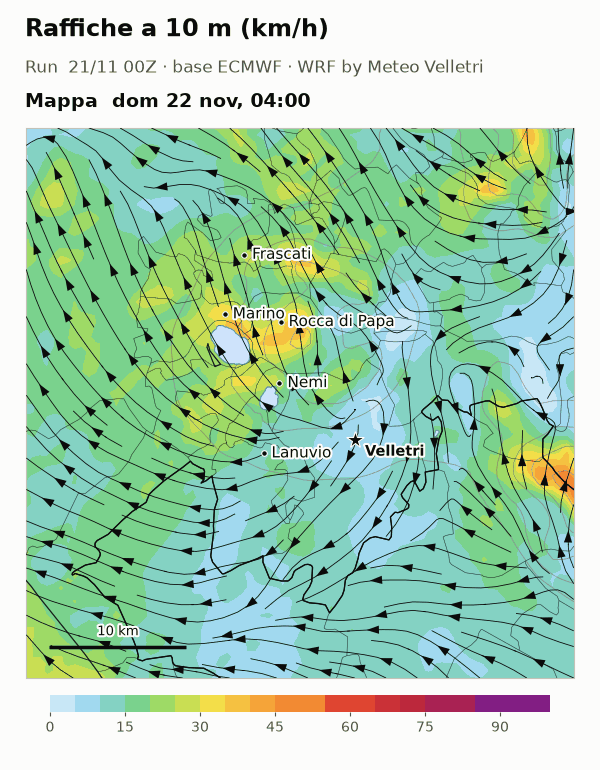 Raffiche a 10 m (km/h)
Run 21/11 00Z · base ECMWF · WRF by Meteo Velletri
Mappa dom 22 nov, 04:00
Frascati
Marino
Rocca di Papa
Nemi
Velletri
Lanuvio
10 km
0 15 30 45 60 75 90